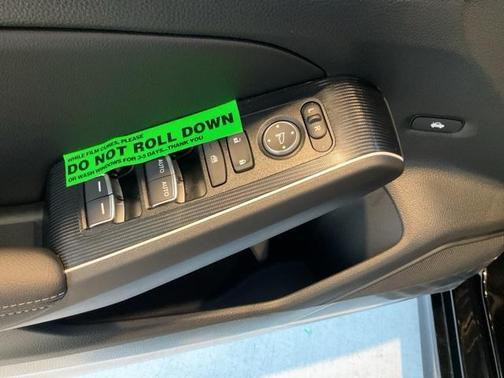 WHILE FILM CURES, PLEASE
DO NOT ROLL DOWN
OR WASH WINDOWS FOR 3-5 DAYS...THANK YOU
L
R
AUTO
AUTO